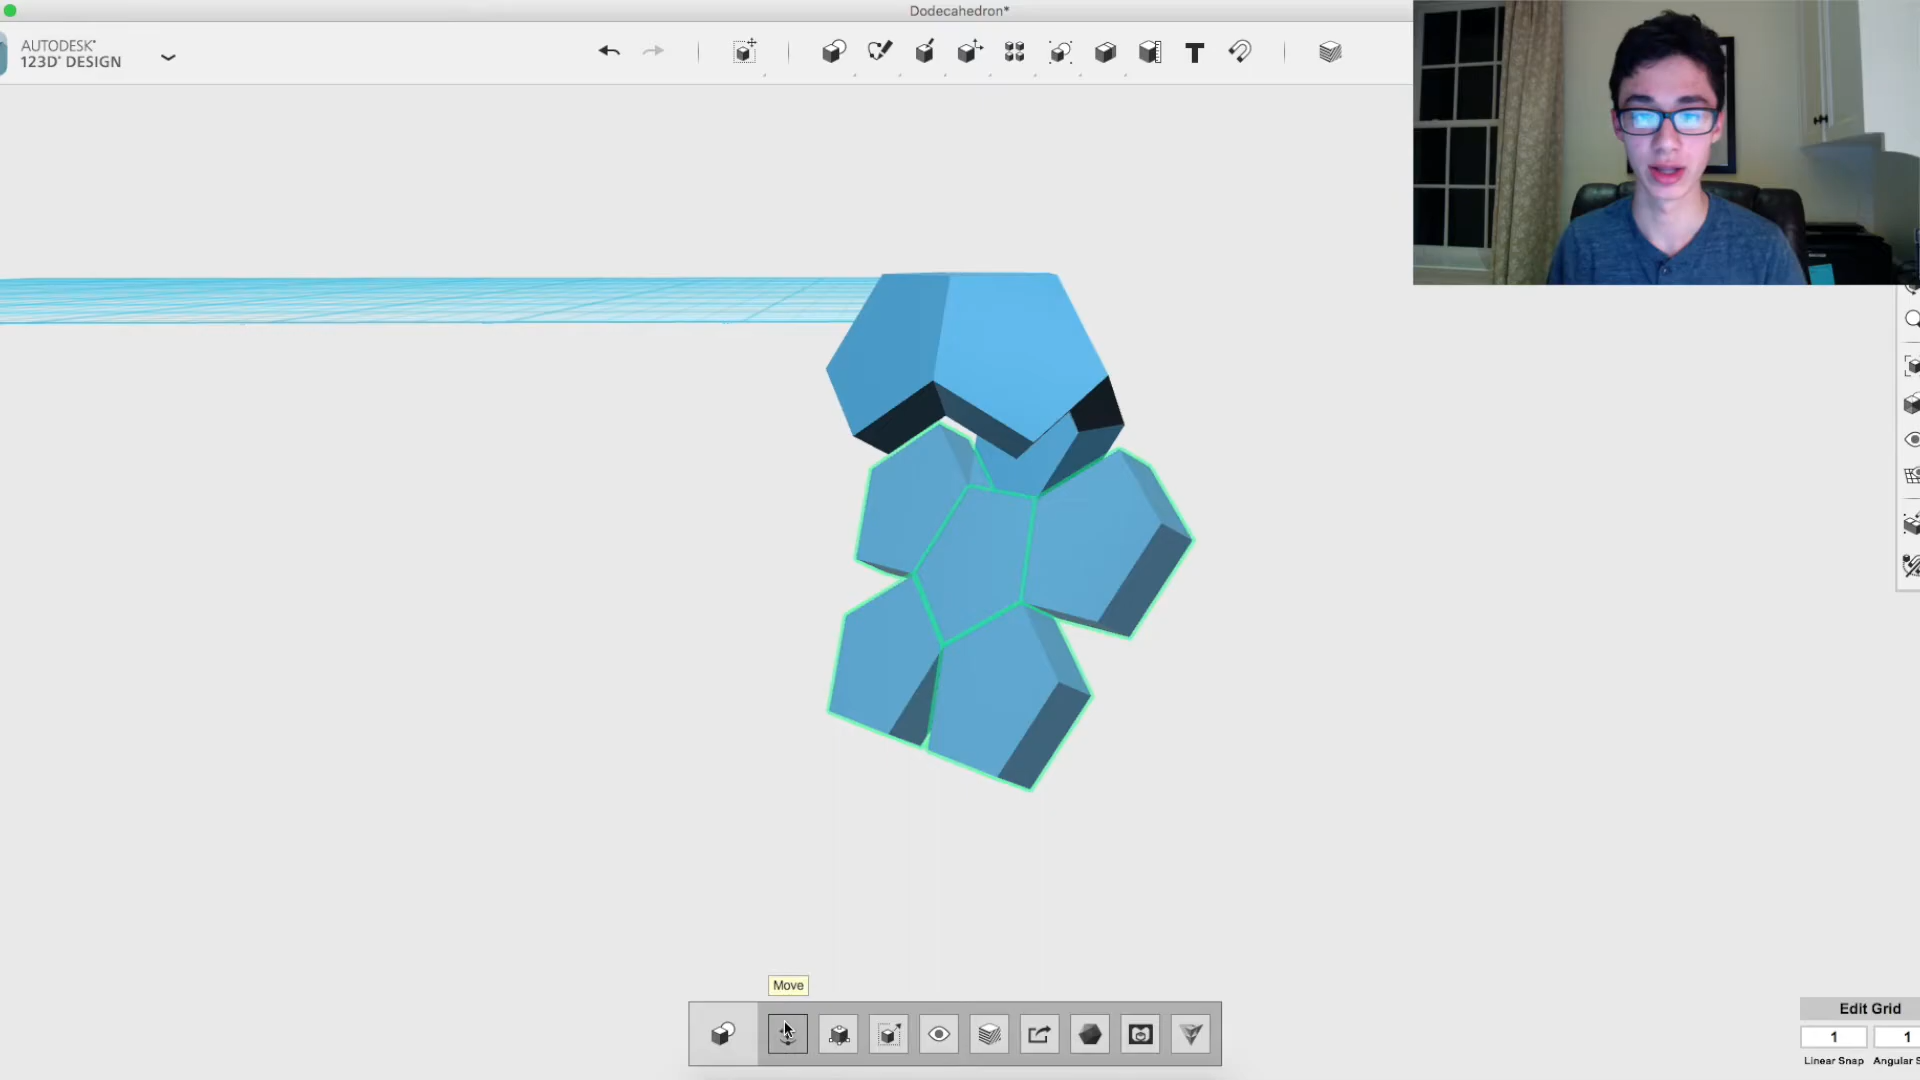 Dodecahedron*
AUTODESK®
123D® DESIGN
T
Move
Edit Grid
1
1
Linear Snap
Angular S